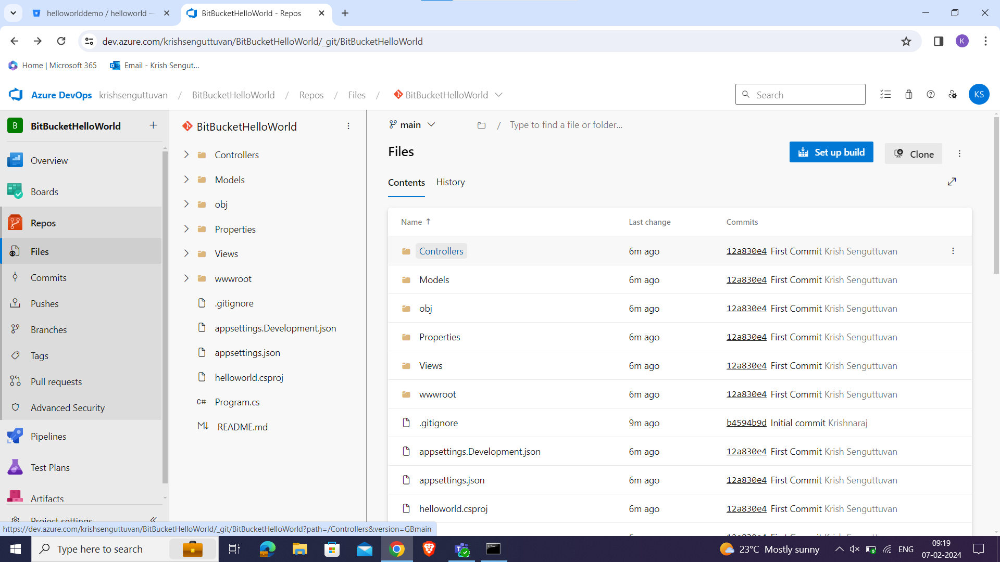 helloworlddemo / helloworld —
BitBucketHelloWorld - Repos
dev.azure.com/krishsenguttuvan/BitBucketHelloWorld/_git/BitBucketHelloWorld
K
Home | Microsoft 365
Email - Krish Sengut...
Azure DevOps krishsenguttuvan / BitBucketHelloWorld / Repos / Files / BitBucketHelloWorld
Search
KS
B BitBucketHelloWorld
Overview
Boards
Repos
Files
Commits
Pushes
Branches
Tags
Pull requests
Advanced Security
Pipelines
Test Plans
Artifacts
Project settings
BitBucketHelloWorld
Controllers
Models
obj
Properties
Views
wwwroot
.gitignore
appsettings.Development.json
appsettings.json
helloworld.csproj
C# Program.cs
M↓ README.md
main / Type to find a file or folder...
Files
Set up build
Clone
Contents History
Name ↑ Last change Commits
Controllers 6m ago 12a830e4 First Commit Krish Senguttuvan
Models 6m ago 12a830e4 First Commit Krish Senguttuvan
obj 6m ago 12a830e4 First Commit Krish Senguttuvan
Properties 6m ago 12a830e4 First Commit Krish Senguttuvan
Views 6m ago 12a830e4 First Commit Krish Senguttuvan
wwwroot 6m ago 12a830e4 First Commit Krish Senguttuvan
.gitignore 9m ago b4594b9d Initial commit Krishnaraj
appsettings.Development.json 6m ago 12a830e4 First Commit Krish Senguttuvan
appsettings.json 6m ago 12a830e4 First Commit Krish Senguttuvan
helloworld.csproj 6m ago 12a830e4 First Commit Krish Senguttuvan
https://dev.azure.com/krishsenguttuvan/BitBucketHelloWorld/_git/BitBucketHelloWorld?path=/Controllers&version=GBmain
Type here to search
23°C Mostly sunny
ENG
09:19
07-02-2024